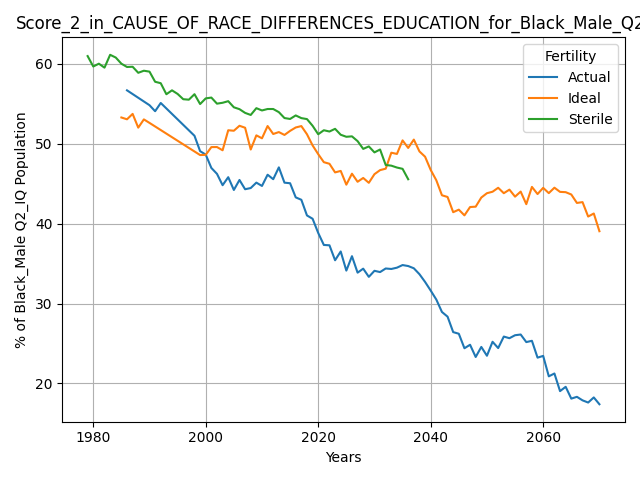 Score_2_in_CAUSE_OF_RACE_DIFFERENCES_EDUCATION_for_Black_Male_Q2
Fertility
Actual
Ideal
Sterile
% of Black_Male Q2_IQ Population
60
50
40
30
20
1980
2000
2020
2040
2060
Years